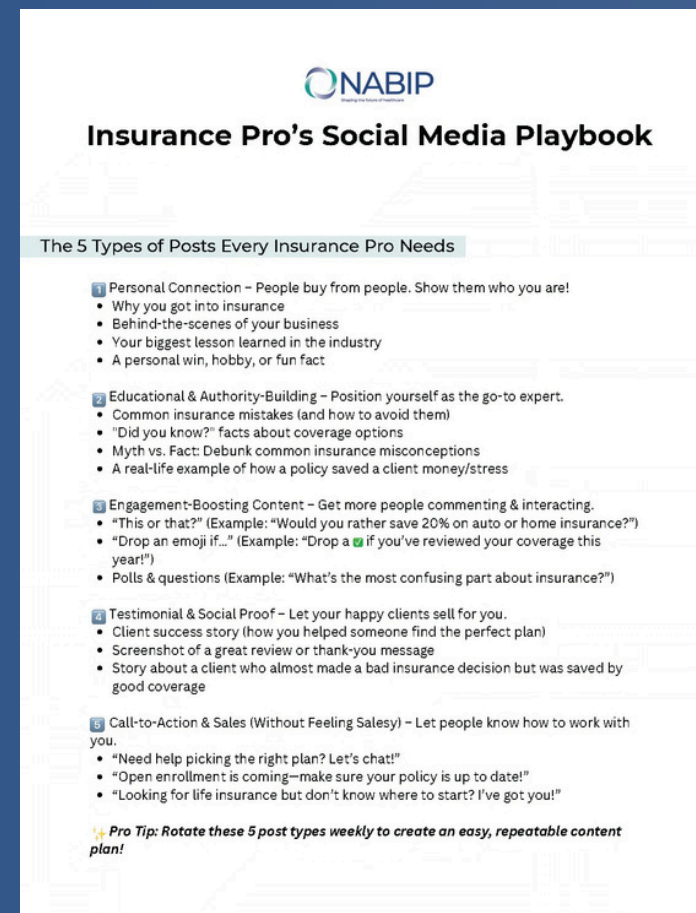 NABIP
Shaping the future of healthcare
Insurance Pro's Social Media Playbook
The 5 Types of Posts Every Insurance Pro Needs
1️⃣ Personal Connection – People buy from people. Show them who you are!
• Why you got into insurance
• Behind-the-scenes of your business
• Your biggest lesson learned in the industry
• A personal win, hobby, or fun fact
2️⃣ Educational & Authority-Building – Position yourself as the go-to expert.
• Common insurance mistakes (and how to avoid them)
• "Did you know?" facts about coverage options
• Myth vs. Fact: Debunk common insurance misconceptions
• A real-life example of how a policy saved a client money/stress
3️⃣ Engagement-Boosting Content – Get more people commenting & interacting.
• “This or that?” (Example: “Would you rather save 20% on auto or home insurance?”)
• “Drop an emoji if…” (Example: “Drop a ✅ if you’ve reviewed your coverage this
year!”)
• Polls & questions (Example: “What’s the most confusing part about insurance?”)
4️⃣ Testimonial & Social Proof – Let your happy clients sell for you.
• Client success story (how you helped someone find the perfect plan)
• Screenshot of a great review or thank-you message
• Story about a client who almost made a bad insurance decision but was saved by
good coverage
5️⃣ Call-to-Action & Sales (Without Feeling Salesy) – Let people know how to work with
you.
• “Need help picking the right plan? Let’s chat!”
• “Open enrollment is coming—make sure your policy is up to date!”
• “Looking for life insurance but don’t know where to start? I’ve got you!”
✨ Pro Tip: Rotate these 5 post types weekly to create an easy, repeatable content
plan!